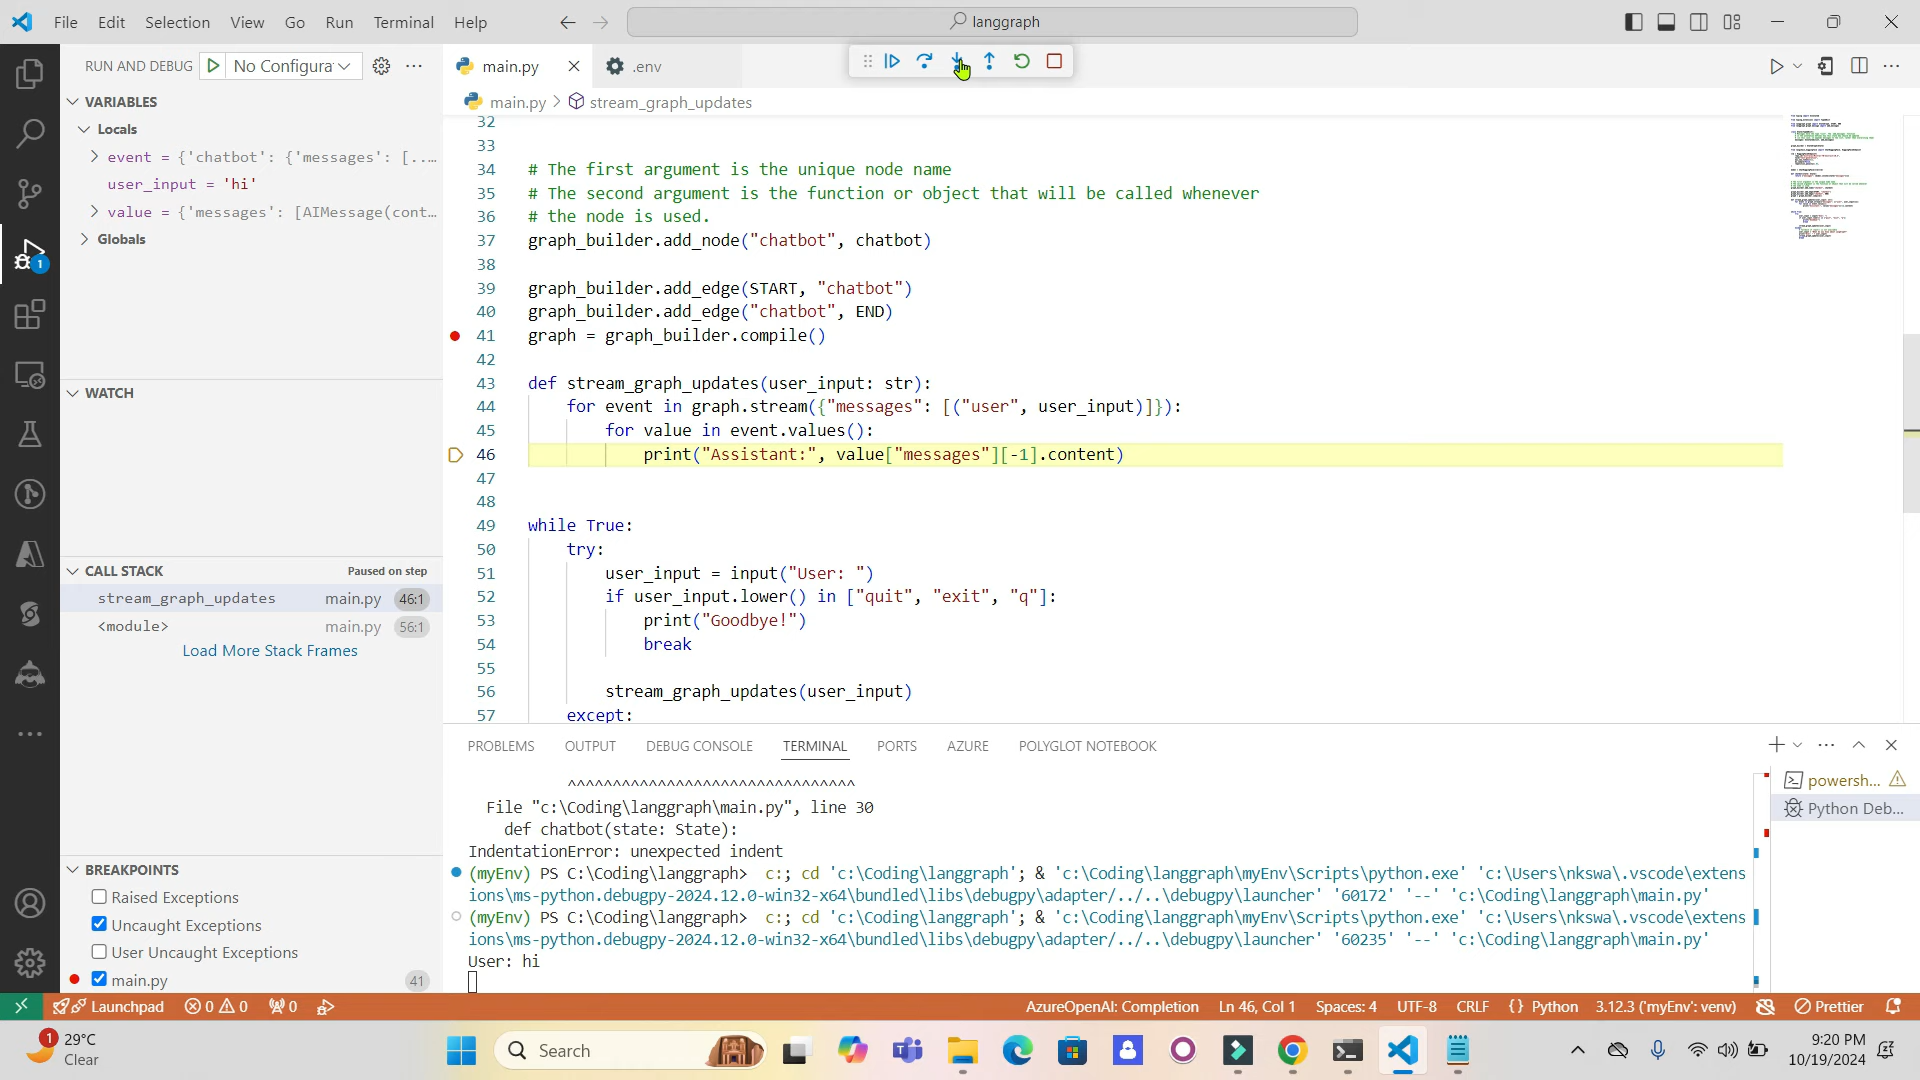 File Edit Selection View Go Run Terminal Help
langgraph
RUN AND DEBUG
No Configura
main.py
.env
VARIABLES
Locals
event = {'chatbot': {'messages': [...
user_input = 'hi'
value = {'messages': [AIMessage(cont...
Globals
WATCH
CALL STACK Paused on step
stream_graph_updates main.py 46:1
<module> main.py 56:1
Load More Stack Frames
BREAKPOINTS
Raised Exceptions
Uncaught Exceptions
User Uncaught Exceptions
main.py 41
1
main.py > stream_graph_updates
32
33
34 # The first argument is the unique node name
35 # The second argument is the function or object that will be called whenever
36 # the node is used.
37 graph_builder.add_node("chatbot", chatbot)
38
39 graph_builder.add_edge(START, "chatbot")
40 graph_builder.add_edge("chatbot", END)
41 graph = graph_builder.compile()
42
43 def stream_graph_updates(user_input: str):
44 for event in graph.stream({"messages": [("user", user_input)]}):
45 for value in event.values():
46 print("Assistant:", value["messages"][-1].content)
47
48
49 while True:
50 try:
51 user_input = input("User: ")
52 if user_input.lower() in ["quit", "exit", "q"]:
53 print("Goodbye!")
54 break
55
56 stream_graph_updates(user_input)
57 except:
PROBLEMS OUTPUT DEBUG CONSOLE TERMINAL PORTS AZURE POLYGLOT NOTEBOOK
^^^^^^^^^^^^^^^^^^^^^^^^^^^^^^
File "c:\Coding\langgraph\main.py", line 30
def chatbot(state: State):
IndentationError: unexpected indent
(myEnv) PS C:\Coding\langgraph> c:; cd 'c:\Coding\langgraph'; & 'c:\Coding\langgraph\myEnv\Scripts\python.exe' 'c:\Users\nkswa\.vscode\extens
ions\ms-python.debugpy-2024.12.0-win32-x64\bundled\libs\debugpy\adapter/../..\debugpy\launcher' '60172' '--' 'c:\Coding\langgraph\main.py'
(myEnv) PS C:\Coding\langgraph> c:; cd 'c:\Coding\langgraph'; & 'c:\Coding\langgraph\myEnv\Scripts\python.exe' 'c:\Users\nkswa\.vscode\extens
ions\ms-python.debugpy-2024.12.0-win32-x64\bundled\libs\debugpy\adapter/../..\debugpy\launcher' '60235' '--' 'c:\Coding\langgraph\main.py'
User: hi
powersh...
Python Deb...
Launchpad 0 0 0
AzureOpenAI: Completion Ln 46, Col 1 Spaces: 4 UTF-8 CRLF {} Python 3.12.3 ('myEnv': venv) Prettier
1
29°C
Clear
Search
9:20 PM
10/19/2024